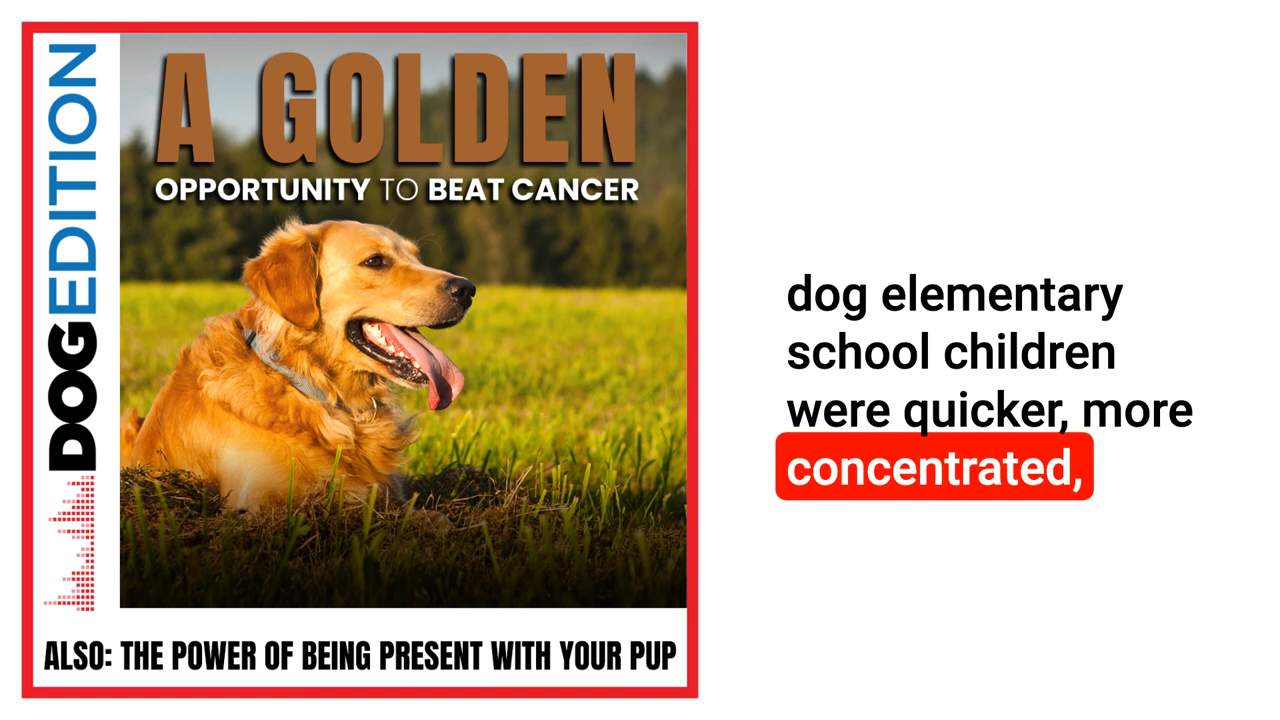 DOGEDITION
A GOLDEN
OPPORTUNITY TO BEAT CANCER
ALSO: THE POWER OF BEING PRESENT WITH YOUR PUP
dog elementary
school children
were quicker, more
concentrated,